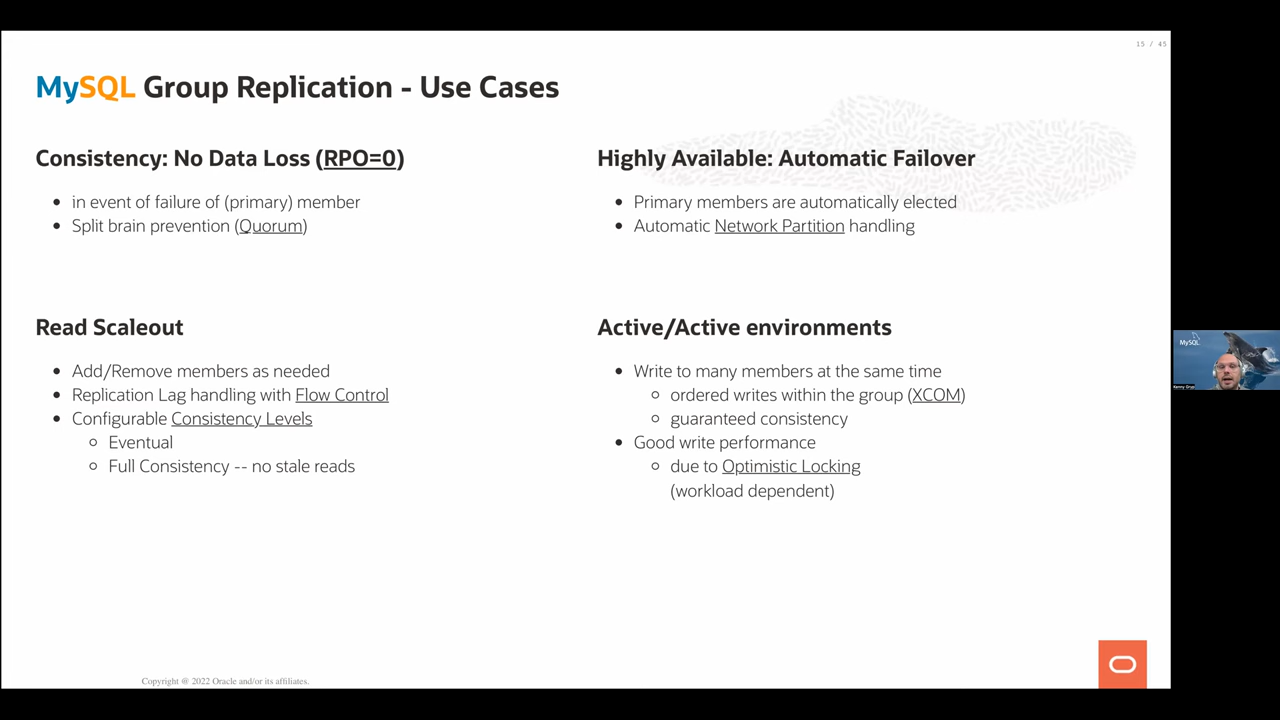 15 / 45
MySQL Group Replication - Use Cases
Consistency: No Data Loss (RPO=0)
in event of failure of (primary) member
Split brain prevention (Quorum)
Highly Available: Automatic Failover
Primary members are automatically elected
Automatic Network Partition handling
Read Scaleout
Add/Remove members as needed
Replication Lag handling with Flow Control
Configurable Consistency Levels
Eventual
Full Consistency -- no stale reads
Active/Active environments
Write to many members at the same time
ordered writes within the group (XCOM)
guaranteed consistency
Good write performance
due to Optimistic Locking
(workload dependent)
MySQL
Copyright @ 2022 Oracle and/or its affiliates.